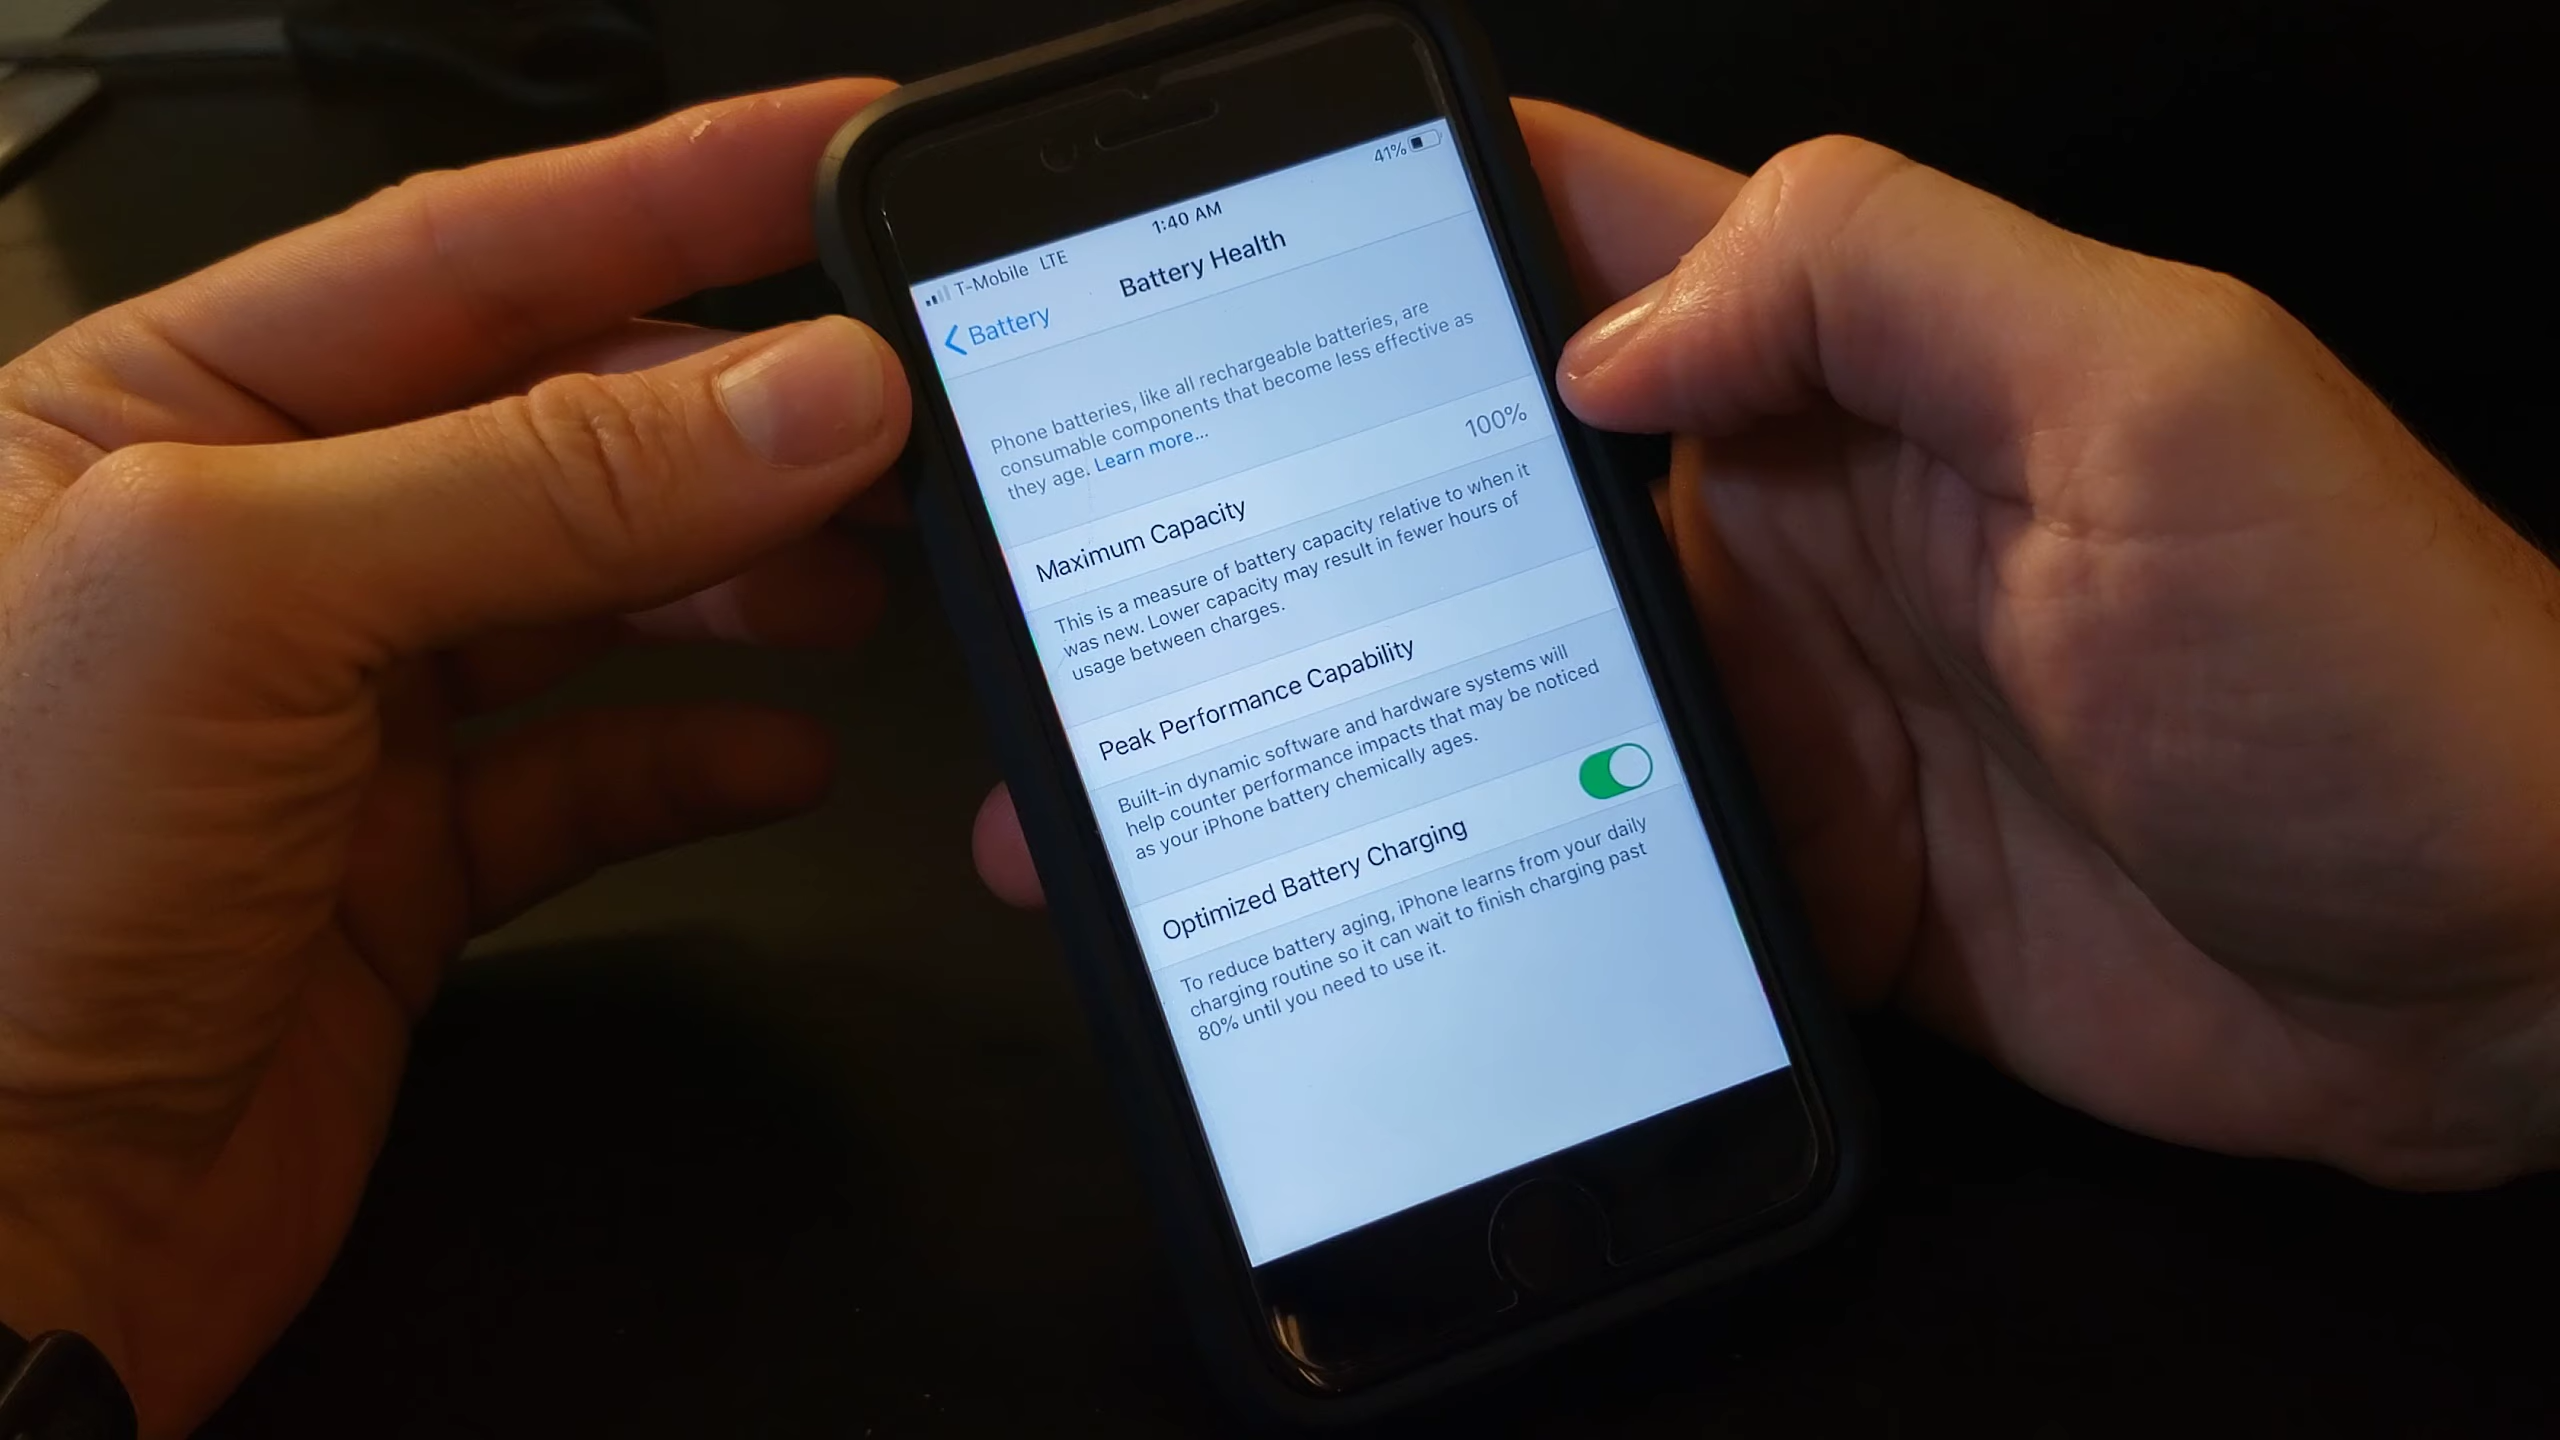 T-Mobile LTE 1:40 AM 41%
Battery Battery Health
Phone batteries, like all rechargeable batteries, are
consumable components that become less effective as
they age. Learn more...
Maximum Capacity 100%
This is a measure of battery capacity relative to when it
was new. Lower capacity may result in fewer hours of
usage between charges.
Peak Performance Capability
Built-in dynamic software and hardware systems will
help counter performance impacts that may be noticed
as your iPhone battery chemically ages.
Optimized Battery Charging
To reduce battery aging, iPhone learns from your daily
charging routine so it can wait to finish charging past
80% until you need to use it.